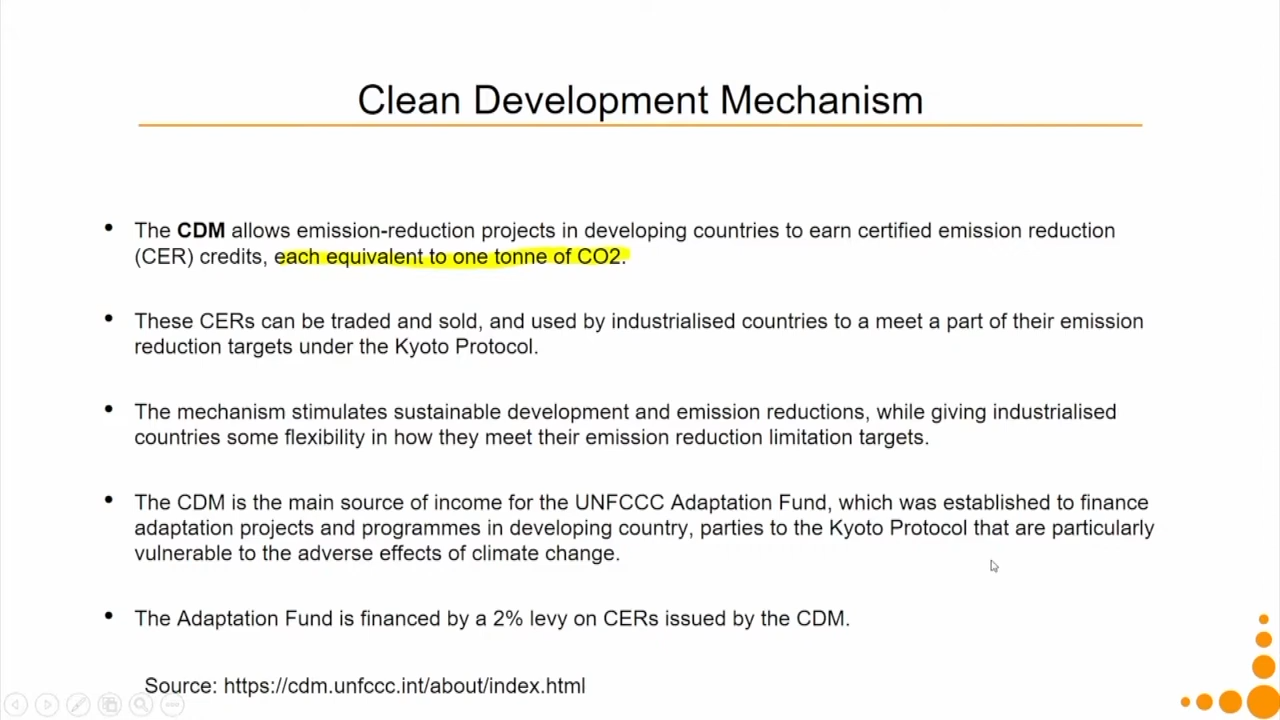 Clean Development Mechanism
• The CDM allows emission-reduction projects in developing countries to earn certified emission reduction
(CER) credits, each equivalent to one tonne of CO2.
• These CERs can be traded and sold, and used by industrialised countries to a meet a part of their emission
reduction targets under the Kyoto Protocol.
• The mechanism stimulates sustainable development and emission reductions, while giving industrialised
countries some flexibility in how they meet their emission reduction limitation targets.
• The CDM is the main source of income for the UNFCCC Adaptation Fund, which was established to finance
adaptation projects and programmes in developing country, parties to the Kyoto Protocol that are particularly
vulnerable to the adverse effects of climate change.
• The Adaptation Fund is financed by a 2% levy on CERs issued by the CDM.
Source: https://cdm.unfccc.int/about/index.html